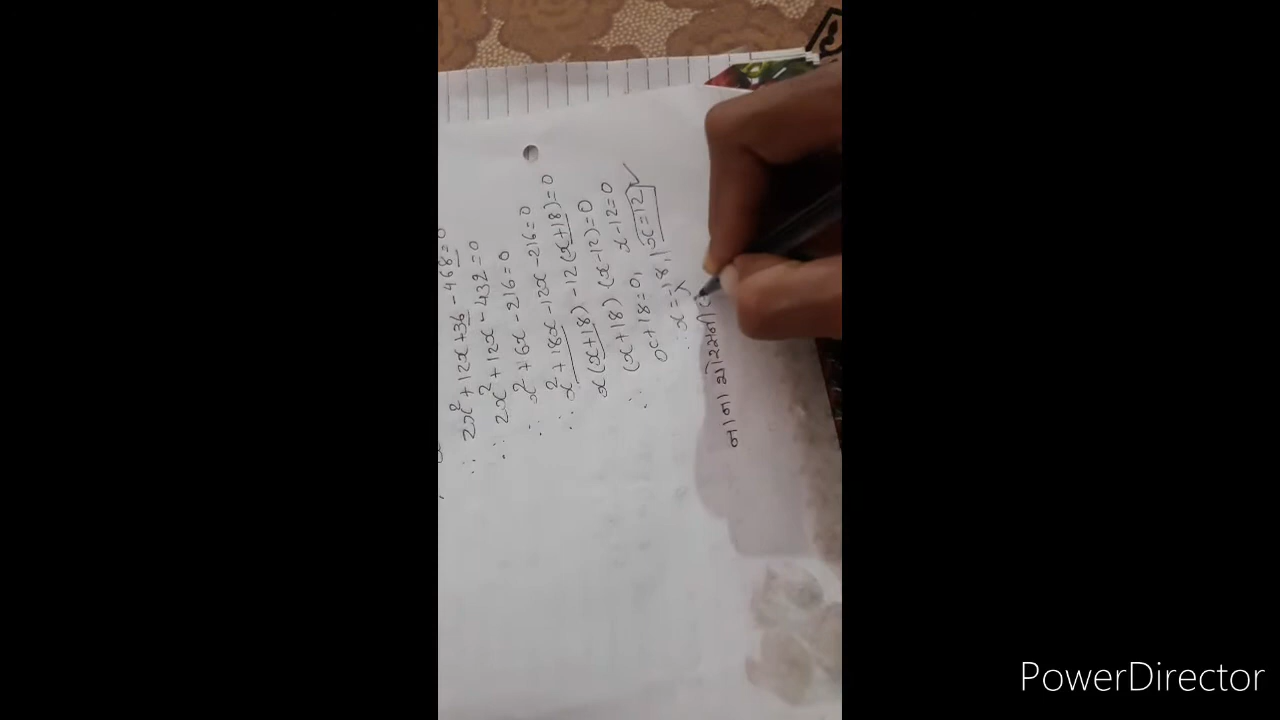 ∴ 2x² + 12x + 36 - 468 = 0
∴ 2x² + 12x - 432 = 0
∴ x² + 6x - 216 = 0
∴ x² + 18x - 12x - 216 = 0
x(x+18) - 12(x+18) = 0
∴ (x+18) (x-12) = 0
x + 18 = 0, x - 12 = 0
∴ x = -18, x = 12 ✓
નાના ચોરસની
PowerDirector